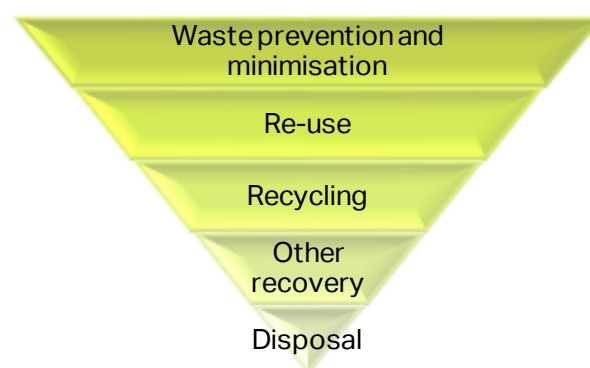 Waste prevention and
minimisation
Re-use
Recycling
Other
recovery
Disposal